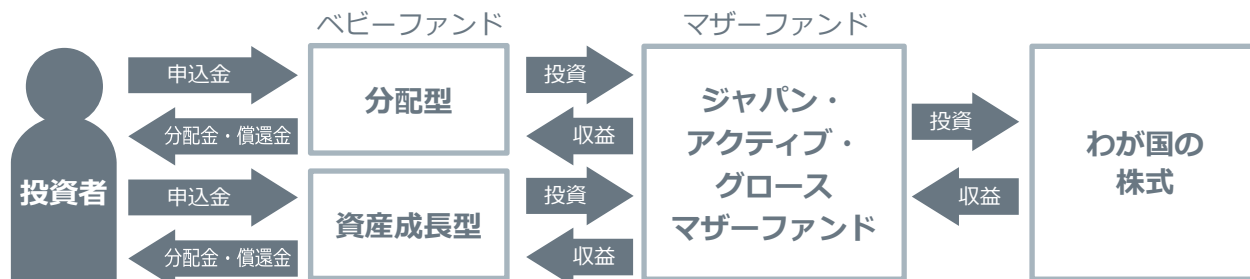 ベビーファンド
マザーファンド
投資者
申込金
分配金・償還金
申込金
分配金・償還金
分配型
資産成長型
投資
収益
投資
収益
ジャパン・
アクティブ・
グロース
マザーファンド
投資
収益
わが国の
株式